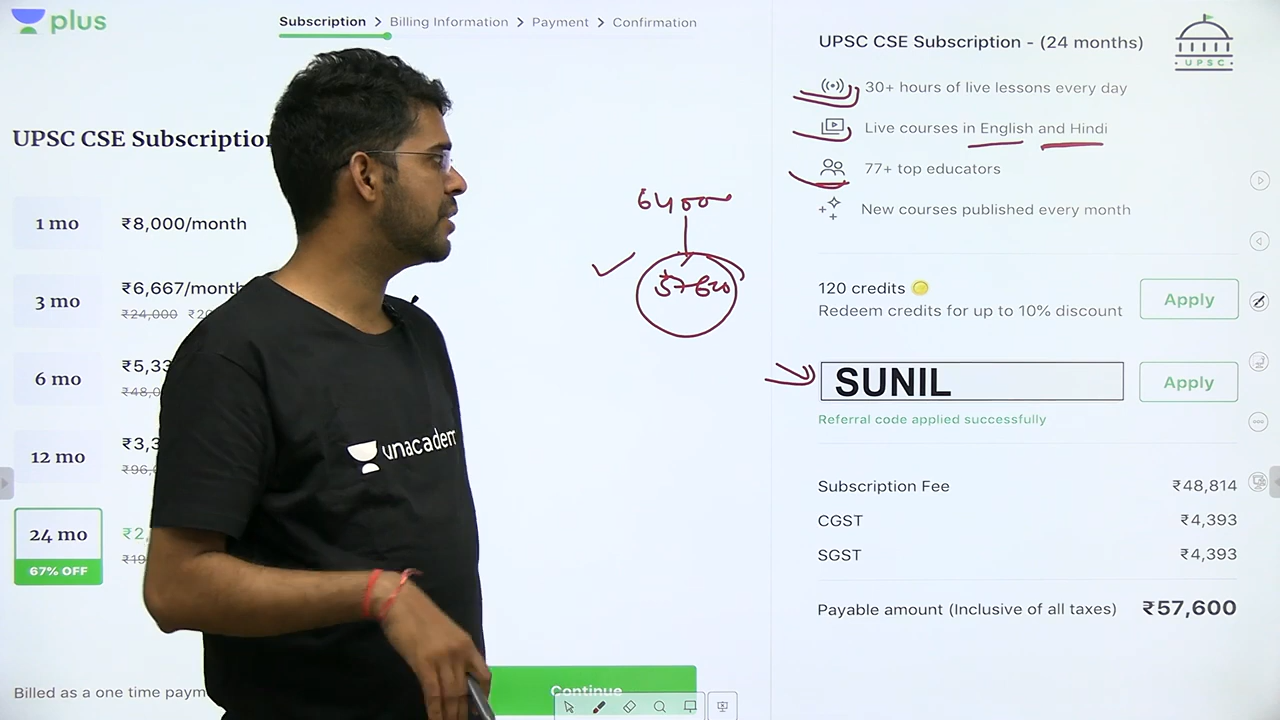 plus
Subscription > Billing Information > Payment > Confirmation
UPSC CSE Subscription
1 mo ₹8,000/month
3 mo ₹6,667/month
₹24,000
6 mo
12 mo
24 mo
67% OFF
Billed as a one time
Continue
64000
57600
unacadem
UPSC CSE Subscription - (24 months)
UPSC
30+ hours of live lessons every day
Live courses in English and Hindi
77+ top educators
New courses published every month
120 credits
Redeem credits for up to 10% discount
Apply
SUNIL
Apply
Referral code applied successfully
Subscription Fee ₹48,814
CGST ₹4,393
SGST ₹4,393
Payable amount (Inclusive of all taxes) ₹57,600